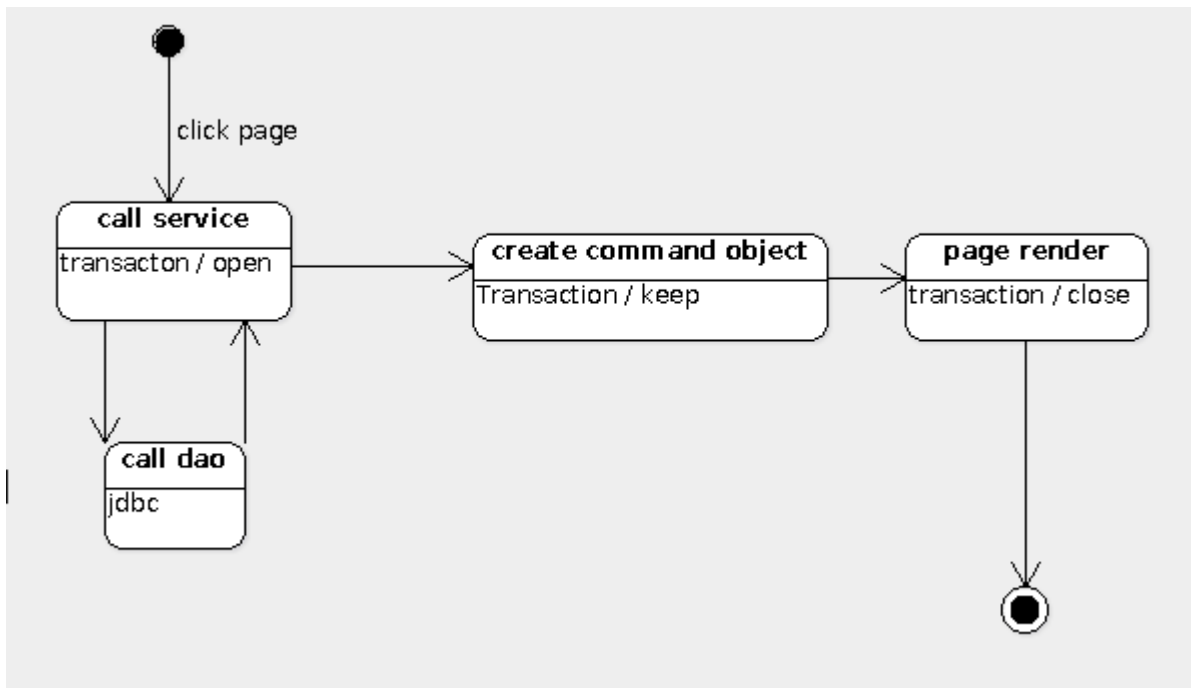 click page
call service
transacton / open
create command object
Transaction / keep
page render
transaction / close
call dao
jdbc